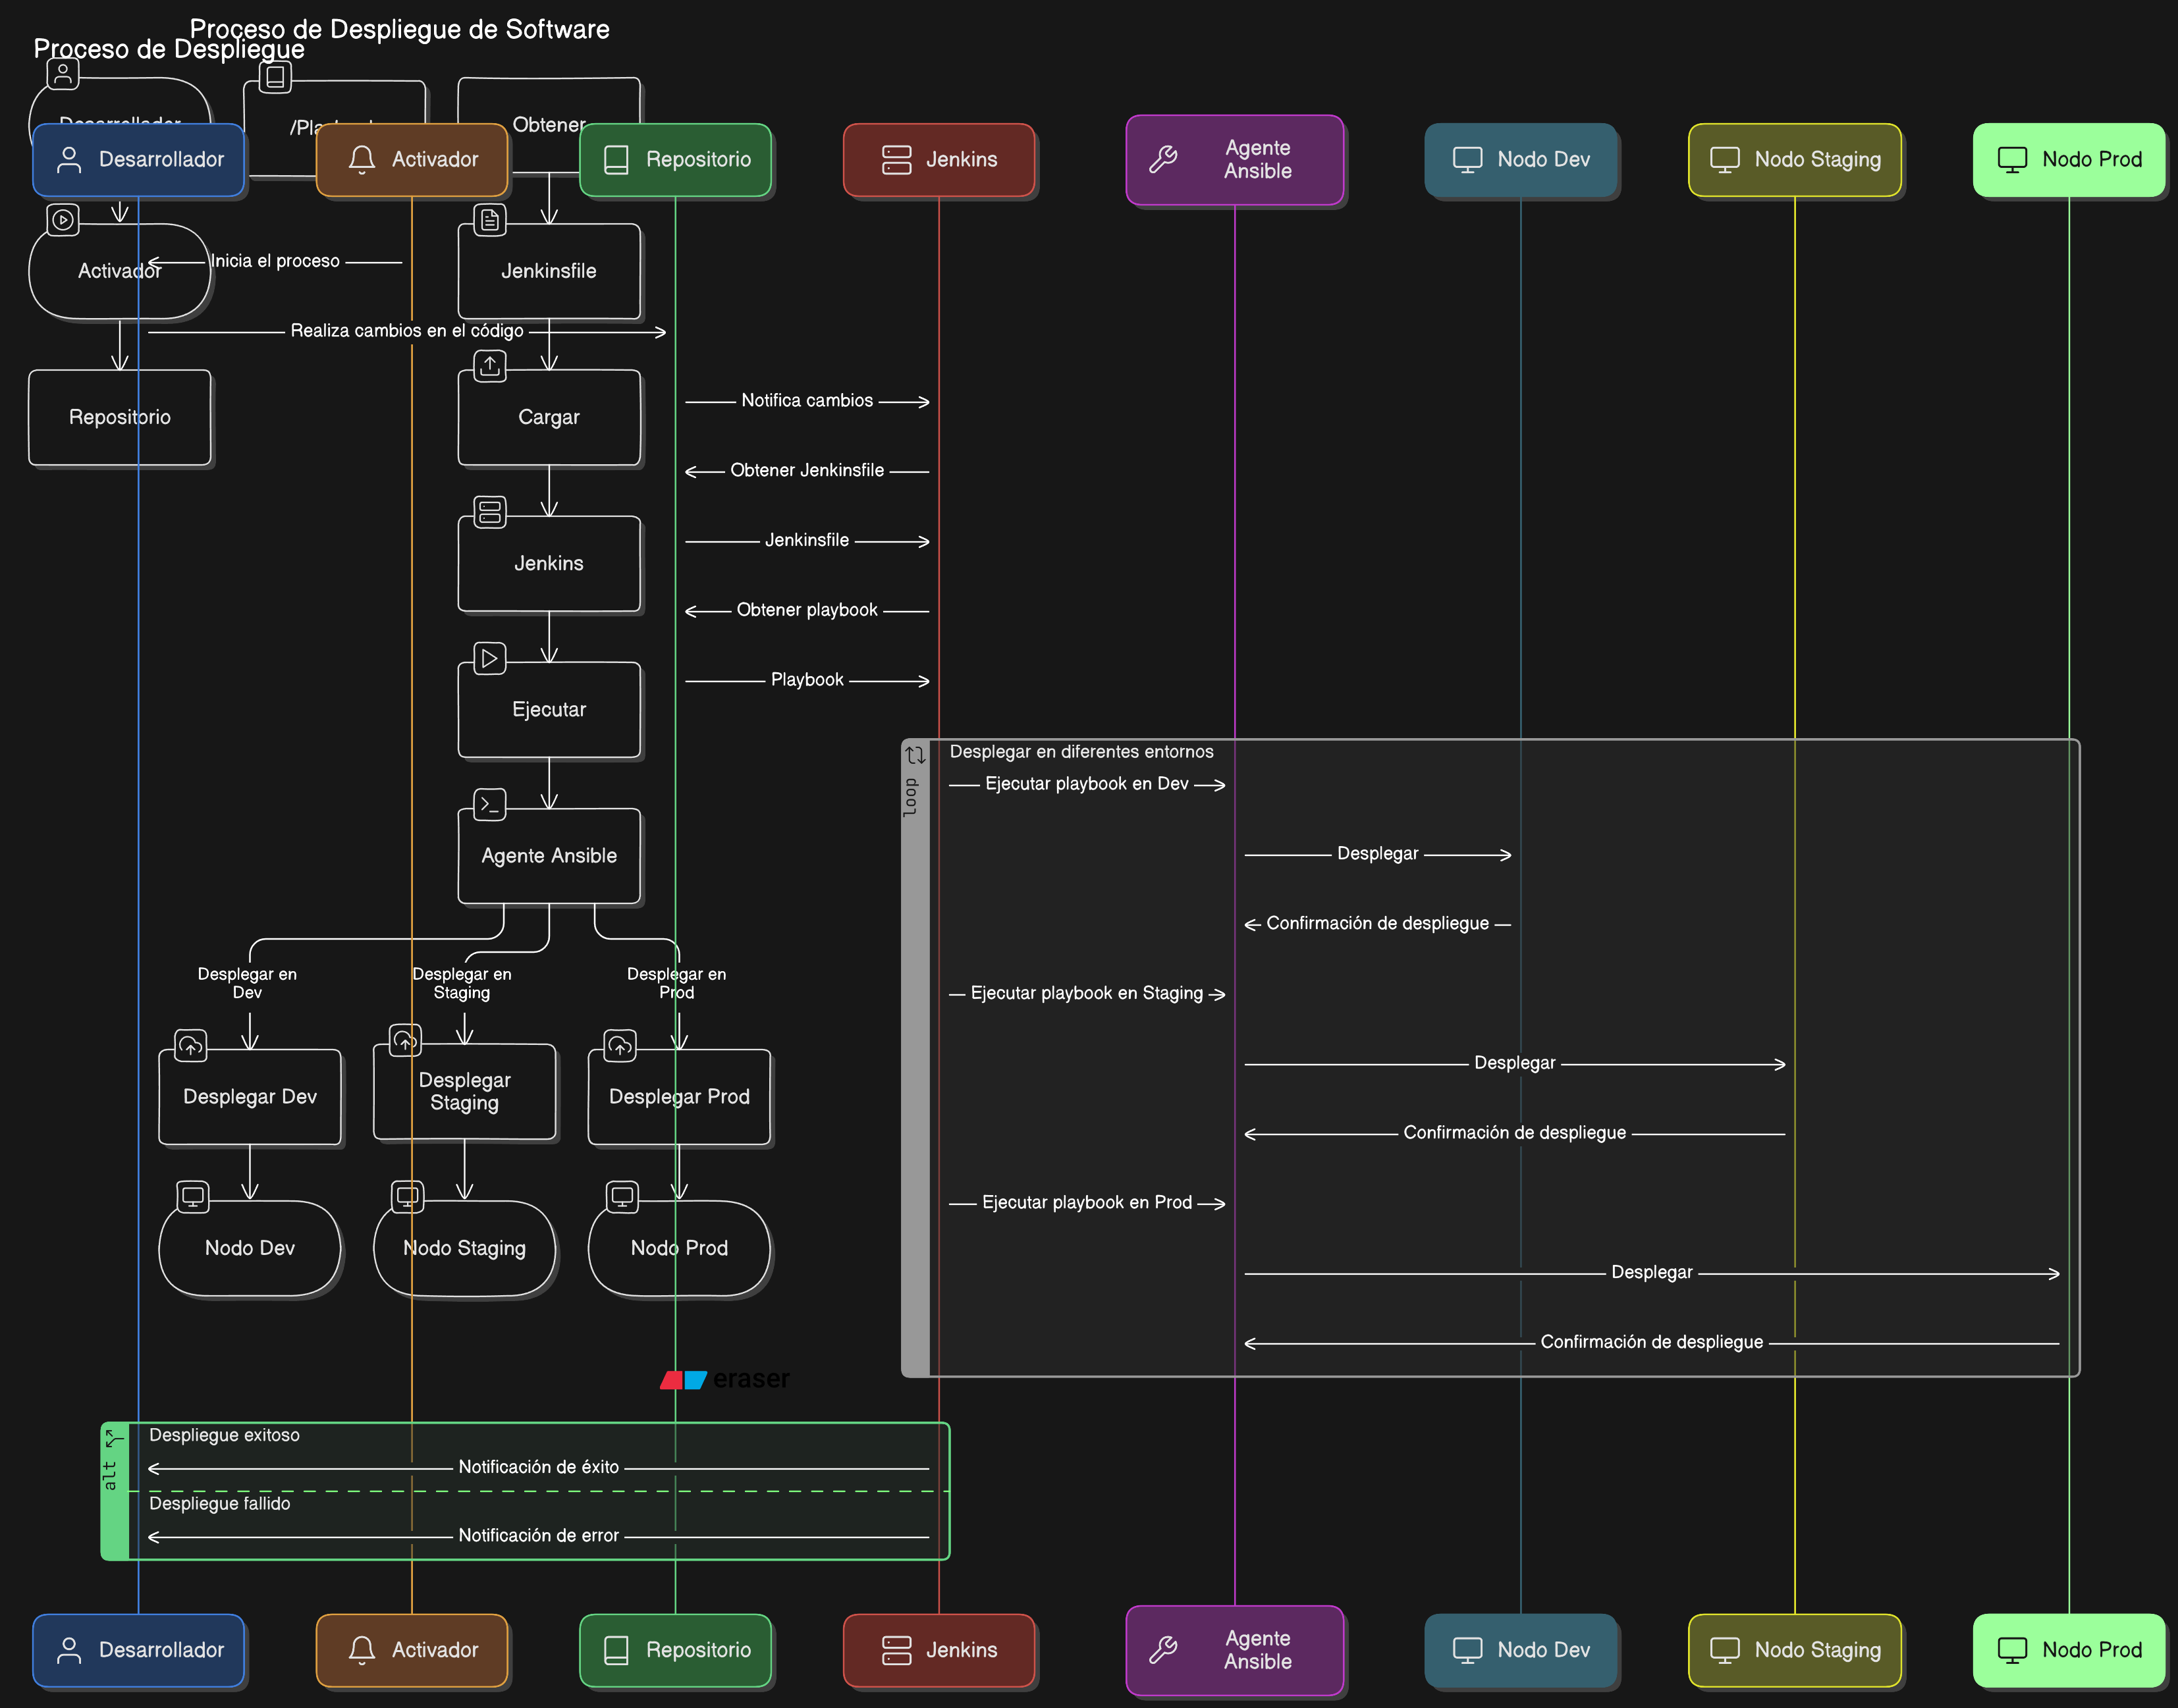 Proceso de Despliegue de Software
Proceso de Despliegue
Obtener
Desarrollador
Activador
Repositorio
Jenkins
Agente
Ansible
Nodo Dev
Nodo Staging
Nodo Prod
Activador
Inicia el proceso
Jenkinsfile
Realiza cambios en el código
Repositorio
Cargar
Notifica cambios
Obtener Jenkinsfile
Jenkinsfile
Jenkins
Obtener playbook
Playbook
Ejecutar
loop
Desplegar en diferentes entornos
Ejecutar playbook en Dev
Agente Ansible
Desplegar
Confirmación de despliegue
Desplegar en
Dev
Desplegar en
Staging
Desplegar en
Prod
Ejecutar playbook en Staging
Desplegar
Desplegar Dev
Desplegar
Staging
Desplegar Prod
Confirmación de despliegue
Ejecutar playbook en Prod
Nodo Dev
Nodo Staging
Nodo Prod
Desplegar
Confirmación de despliegue
eraser
alt
Despliegue exitoso
Notificación de éxito
Despliegue fallido
Notificación de error
Desarrollador
Activador
Repositorio
Jenkins
Agente
Ansible
Nodo Dev
Nodo Staging
Nodo Prod